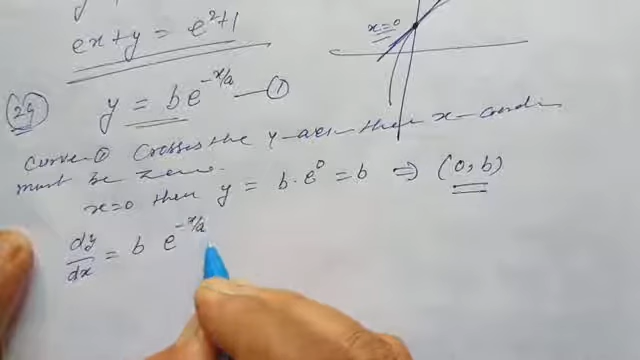 ex+y = e²+1
x=0
29 y = be^{-x/a} — ①
Curve ① crosses the y-axis then x-coordin
must be zero.
x=0 then y = b·e⁰ = b ⇒ (0, b)
dy/dx = b e^{-x/a}